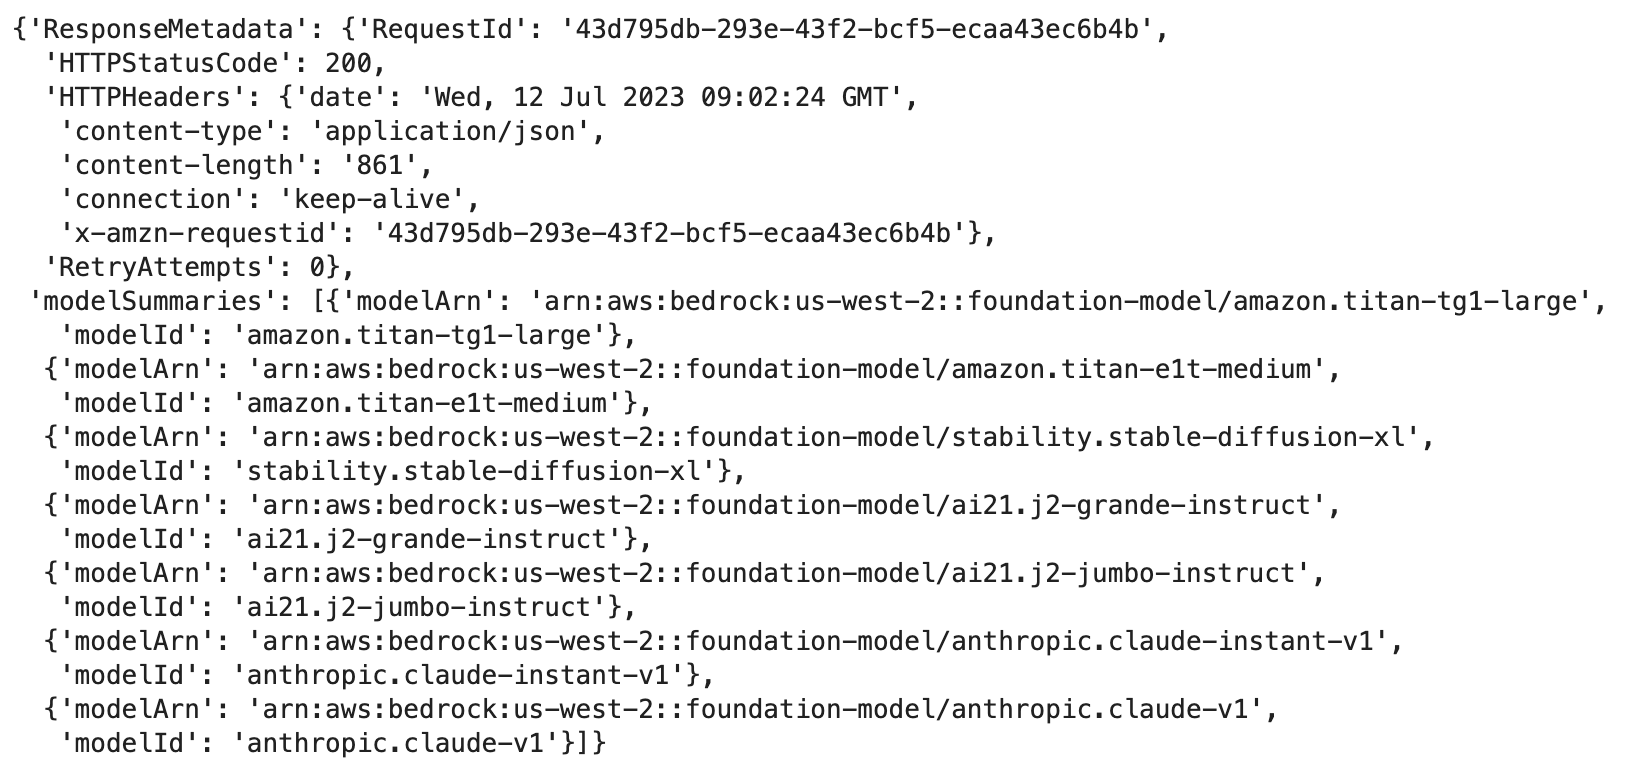 {'ResponseMetadata': {'RequestId': '43d795db-293e-43f2-bcf5-ecaa43ec6b4b',
  'HTTPStatusCode': 200,
  'HTTPHeaders': {'date': 'Wed, 12 Jul 2023 09:02:24 GMT',
   'content-type': 'application/json',
   'content-length': '861',
   'connection': 'keep-alive',
   'x-amzn-requestid': '43d795db-293e-43f2-bcf5-ecaa43ec6b4b'},
  'RetryAttempts': 0},
 'modelSummaries': [{'modelArn': 'arn:aws:bedrock:us-west-2::foundation-model/amazon.titan-tg1-large',
   'modelId': 'amazon.titan-tg1-large'},
  {'modelArn': 'arn:aws:bedrock:us-west-2::foundation-model/amazon.titan-e1t-medium',
   'modelId': 'amazon.titan-e1t-medium'},
  {'modelArn': 'arn:aws:bedrock:us-west-2::foundation-model/stability.stable-diffusion-xl',
   'modelId': 'stability.stable-diffusion-xl'},
  {'modelArn': 'arn:aws:bedrock:us-west-2::foundation-model/ai21.j2-grande-instruct',
   'modelId': 'ai21.j2-grande-instruct'},
  {'modelArn': 'arn:aws:bedrock:us-west-2::foundation-model/ai21.j2-jumbo-instruct',
   'modelId': 'ai21.j2-jumbo-instruct'},
  {'modelArn': 'arn:aws:bedrock:us-west-2::foundation-model/anthropic.claude-instant-v1',
   'modelId': 'anthropic.claude-instant-v1'},
  {'modelArn': 'arn:aws:bedrock:us-west-2::foundation-model/anthropic.claude-v1',
   'modelId': 'anthropic.claude-v1'}]}